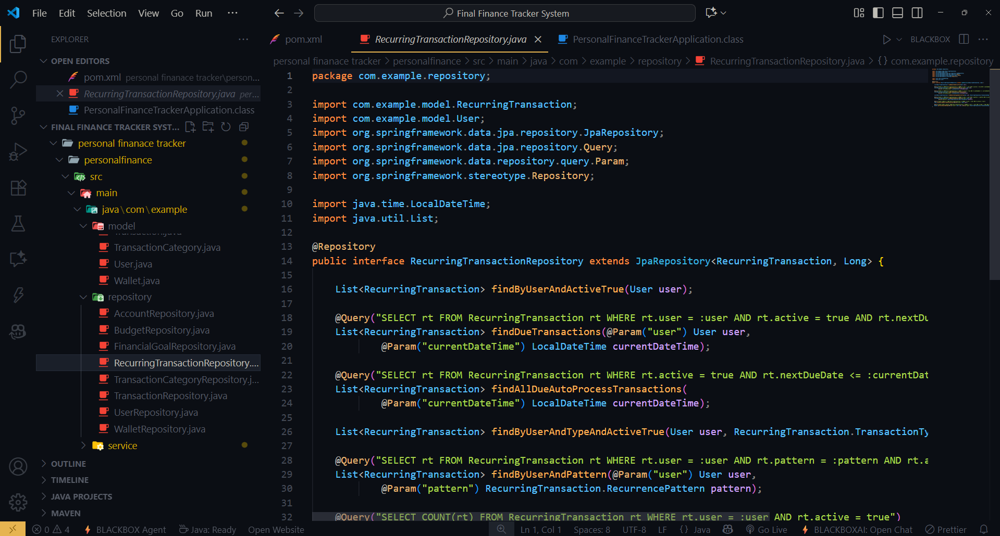 File Edit Selection View Go Run ··· Final Finance Tracker System
EXPLORER ···
OPEN EDITORS
pom.xml personal finanace tracker\person...
RecurringTransactionRepository.java per...
PersonalFinanceTrackerApplication.class
FINAL FINANCE TRACKER SYST...
personal finanace tracker
personalfinance
src
main
java\com\example
model
Transaction.java
TransactionCategory.java
User.java
Wallet.java
repository
AccountRepository.java
BudgetRepository.java
FinancialGoalRepository.java
RecurringTransactionRepository....
TransactionCategoryRepository.j...
TransactionRepository.java
UserRepository.java
WalletRepository.java
service
OUTLINE
TIMELINE
JAVA PROJECTS
MAVEN
pom.xml RecurringTransactionRepository.java PersonalFinanceTrackerApplication.class BLACKBOX ···
personal finanace tracker > personalfinance > src > main > java > com > example > repository > RecurringTransactionRepository.java > {} com.example.repository
1 package com.example.repository;
2
3 import com.example.model.RecurringTransaction;
4 import com.example.model.User;
5 import org.springframework.data.jpa.repository.JpaRepository;
6 import org.springframework.data.jpa.repository.Query;
7 import org.springframework.data.repository.query.Param;
8 import org.springframework.stereotype.Repository;
9
10 import java.time.LocalDateTime;
11 import java.util.List;
12
13 @Repository
14 public interface RecurringTransactionRepository extends JpaRepository<RecurringTransaction, Long> {
15
16 List<RecurringTransaction> findByUserAndActiveTrue(User user);
17
18 @Query("SELECT rt FROM RecurringTransaction rt WHERE rt.user = :user AND rt.active = true AND rt.nextDu
19 List<RecurringTransaction> findDueTransactions(@Param("user") User user,
20 @Param("currentDateTime") LocalDateTime currentDateTime);
21
22 @Query("SELECT rt FROM RecurringTransaction rt WHERE rt.active = true AND rt.nextDueDate <= :currentDat
23 List<RecurringTransaction> findAllDueAutoProcessTransactions(
24 @Param("currentDateTime") LocalDateTime currentDateTime);
25
26 List<RecurringTransaction> findByUserAndTypeAndActiveTrue(User user, RecurringTransaction.TransactionTy
27
28 @Query("SELECT rt FROM RecurringTransaction rt WHERE rt.user = :user AND rt.pattern = :pattern AND rt.a
29 List<RecurringTransaction> findByUserAndPattern(@Param("user") User user,
30 @Param("pattern") RecurringTransaction.RecurrencePattern pattern);
31
32 @Query("SELECT COUNT(rt) FROM RecurringTransaction rt WHERE rt.user = :user AND rt.active = true")
0 4 BLACKBOX Agent Java: Ready Open Website Ln 1, Col 1 Spaces: 8 UTF-8 LF {} Java Go Live BLACKBOXAI: Open Chat Prettier